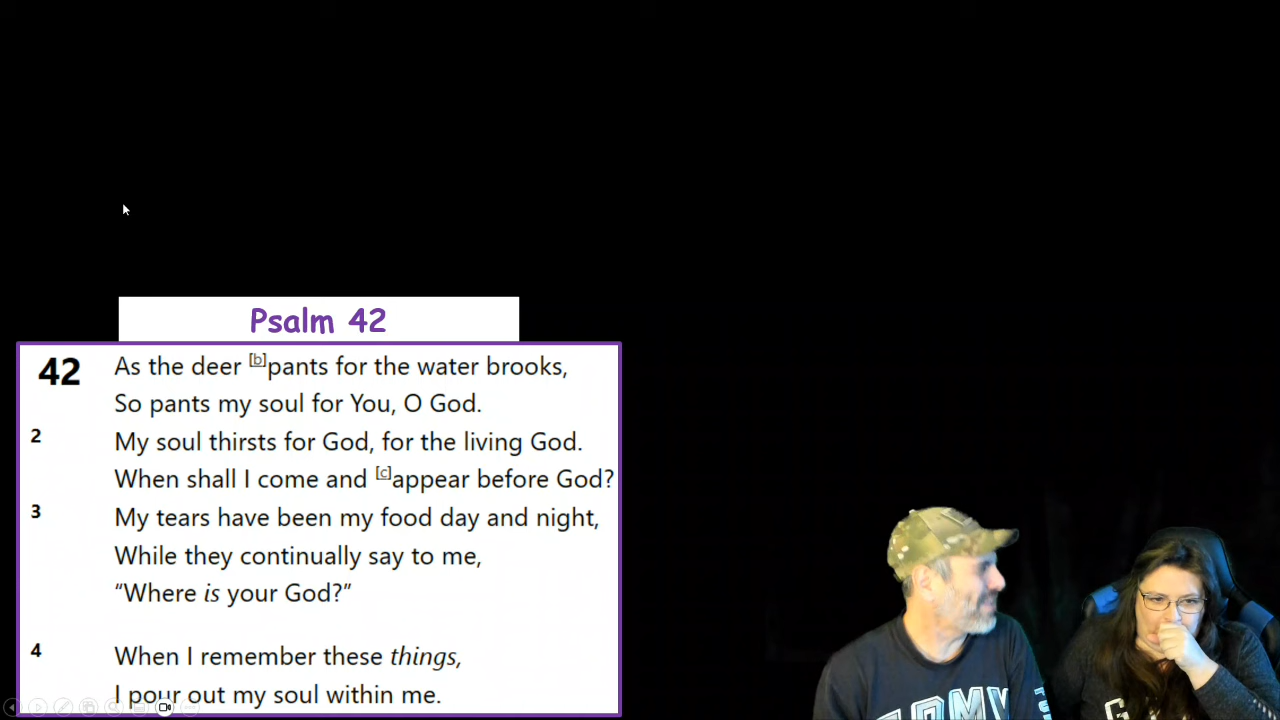 Psalm 42
42 As the deer [b]pants for the water brooks,
So pants my soul for You, O God.
2 My soul thirsts for God, for the living God.
When shall I come and [c]appear before God?
3 My tears have been my food day and night,
While they continually say to me,
“Where is your God?”
4 When I remember these things,
I pour out my soul within me.